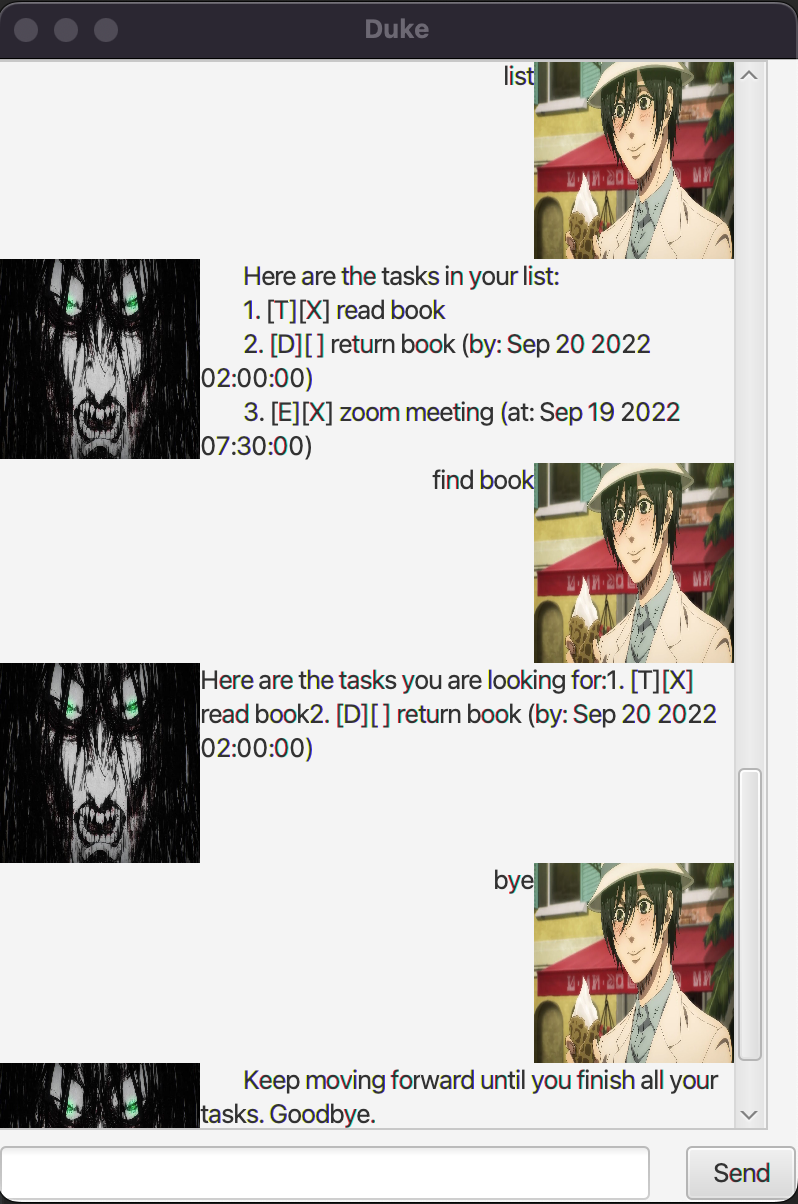 Duke
list
Here are the tasks in your list:
1. [T][X] read book
2. [D][ ] return book (by: Sep 20 2022
02:00:00)
3. [E][X] zoom meeting (at: Sep 19 2022
07:30:00)
find book
Here are the tasks you are looking for:1. [T][X]
read book2. [D][ ] return book (by: Sep 20 2022
02:00:00)
bye
Keep moving forward until you finish all your
tasks. Goodbye.
Send